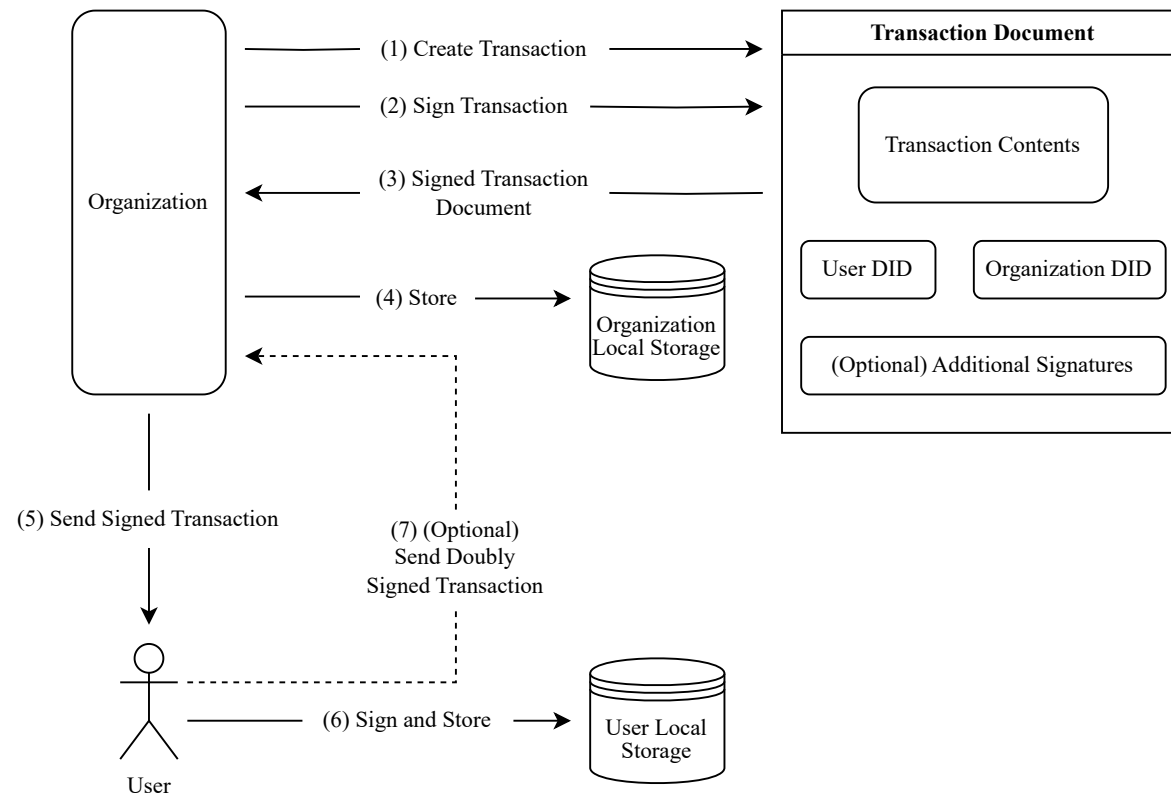 (1) Create Transaction
Transaction Document
(2) Sign Transaction
Transaction Contents
(3) Signed Transaction
Document
Organization
User DID
Organization DID
(4) Store
Organization
Local Storage
(Optional) Additional Signatures
(5) Send Signed Transaction
(7) (Optional)
Send Doubly
Signed Transaction
(6) Sign and Store
User Local
Storage
User